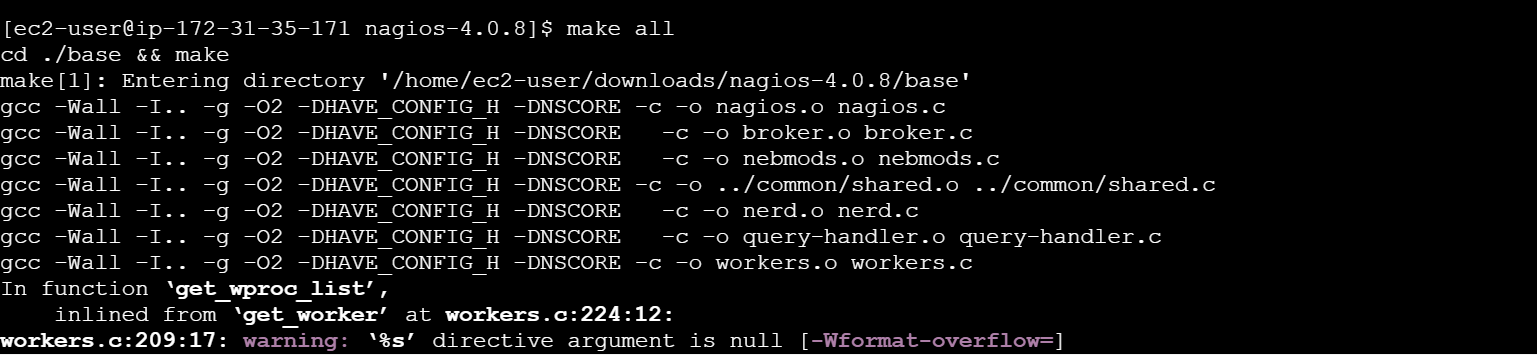 [ec2-user@ip-172-31-35-171 nagios-4.0.8]$ make all
cd ./base && make
make[1]: Entering directory '/home/ec2-user/downloads/nagios-4.0.8/base'
gcc -Wall -I.. -g -O2 -DHAVE_CONFIG_H -DNSCORE -c -o nagios.o nagios.c
gcc -Wall -I.. -g -O2 -DHAVE_CONFIG_H -DNSCORE   -c -o broker.o broker.c
gcc -Wall -I.. -g -O2 -DHAVE_CONFIG_H -DNSCORE   -c -o nebmods.o nebmods.c
gcc -Wall -I.. -g -O2 -DHAVE_CONFIG_H -DNSCORE -c -o ../common/shared.o ../common/shared.c
gcc -Wall -I.. -g -O2 -DHAVE_CONFIG_H -DNSCORE   -c -o nerd.o nerd.c
gcc -Wall -I.. -g -O2 -DHAVE_CONFIG_H -DNSCORE   -c -o query-handler.o query-handler.c
gcc -Wall -I.. -g -O2 -DHAVE_CONFIG_H -DNSCORE -c -o workers.o workers.c
In function ‘get_wproc_list’,
    inlined from ‘get_worker’ at workers.c:224:12:
workers.c:209:17: warning: ‘%s’ directive argument is null [-Wformat-overflow=]